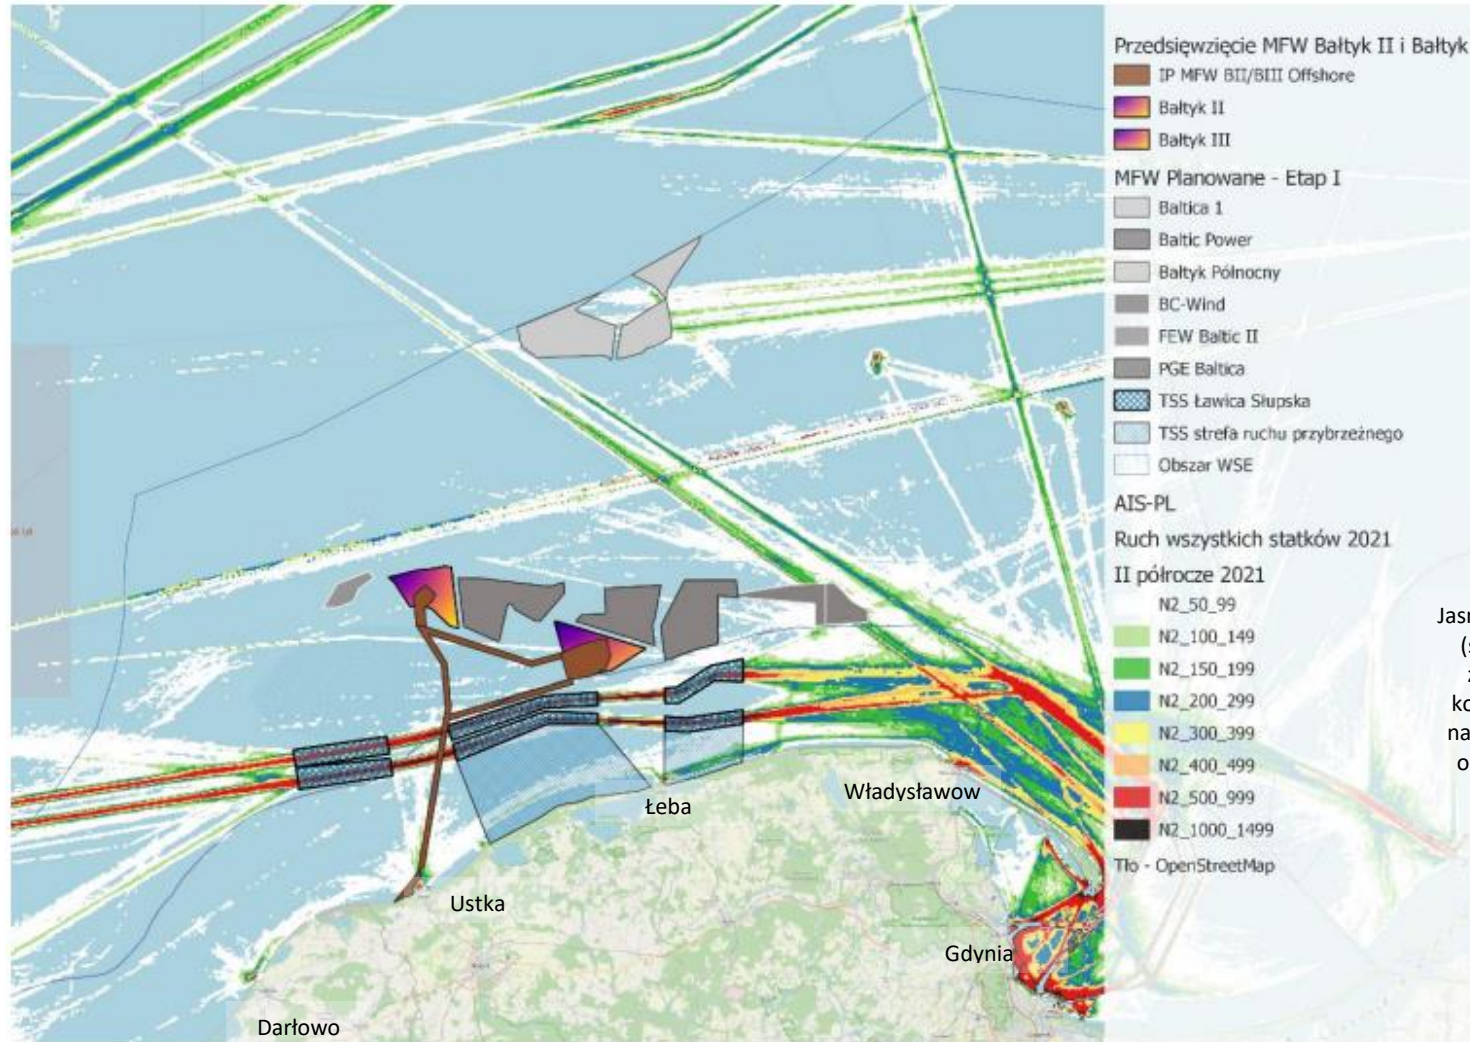 Przedsięwzięcie MFW Bałtyk II i Bałtyk
IP MFW BII/BIII Offshore
Bałtyk II
Bałtyk III
MFW Planowane - Etap I
Baltica 1
Baltic Power
Bałtyk Północny
BC-Wind
FEW Baltic II
PGE Baltica
TSS Ławica Słupska
TSS strefa ruchu przybrzeżnego
Obszar WSE
AIS-PL
Ruch wszystkich statków 2021
II półrocze 2021
N2_50_99
N2_100_149
N2_150_199
N2_200_299
N2_300_399
N2_400_499
N2_500_999
N2_1000_1499
Tło - OpenStreetMap
Łeba
Władysławow
Ustka
Gdynia
Darłowo